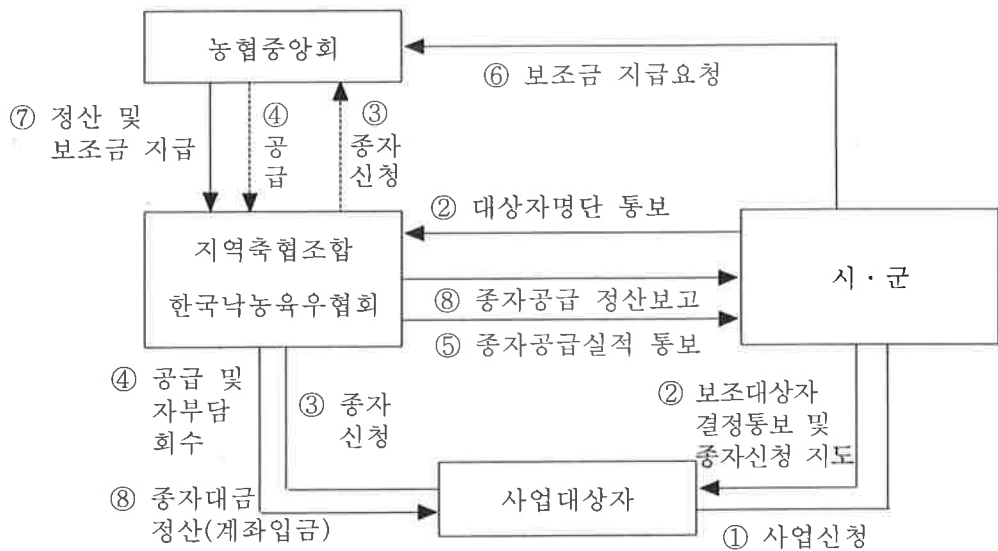 농협중앙회
⑥ 보조금 지급요청
⑦ 정산 및
보조금 지급
④
공
급
③
종자
신청
② 대상자명단 통보
지역축협조합
한국낙농육우협회
시·군
⑧ 종자공급 정산보고
⑤ 종자공급실적 통보
④ 공급 및
자부담
회수
③ 종자
신청
② 보조대상자
결정통보 및
종자신청 지도
⑧ 종자대금
정산(계좌입금)
사업대상자
① 사업신청